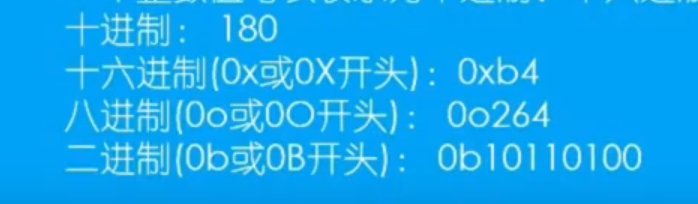 十进制： 180
十六进制(0x或0X开头)：0xb4
八进制(0o或0O开头)： 0o264
二进制(0b或0B开头)： 0b10110100